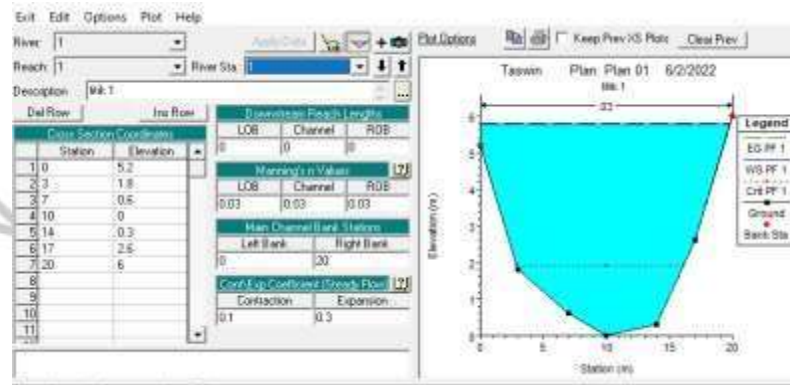 Exit Edit Options Plot Help
River: 1
Apply Data
Plot Options
Keep Prev XS Plots
Clear Prev
Reach: 1
River Sta.: 1
Description
Del Row
Ins Row
Cross Section Coordinates
Station Elevation
1 0 5.2
2 3 1.8
3 7 0.6
4 10 0
5 14 0.3
6 17 2.6
7 20 6
8
9
10
11
Downstream Reach Lengths
LOB Channel ROB
0 0 0
Manning's n Values
LOB Channel ROB
0.03 0.03 0.03
Main Channel Bank Stations
Left Bank Right Bank
0 20
Cont\Exp Coefficient (Steady Flow)
Contraction Expansion
0.1 0.3
Taswin Plan: Plan 01 6/2/2022
.03
Legend
EG PF 1
WS PF 1
Crit PF 1
Ground
Bank Sta
Elevation (m)
6
5
4
3
2
1
0
0 5 10 15 20
Station (m)